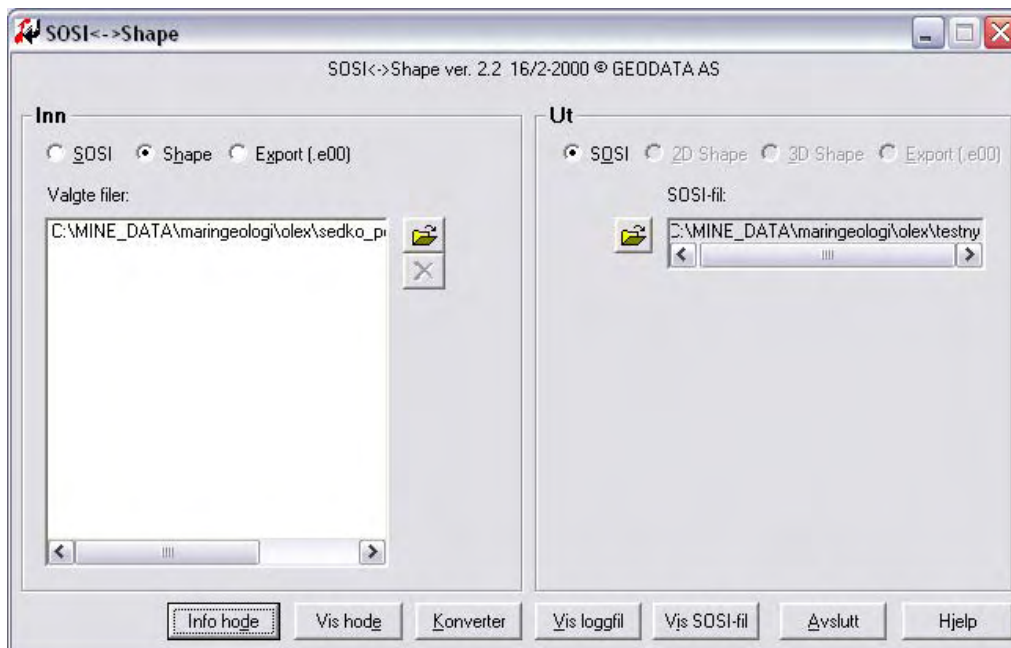 SOSI<->Shape
SOSI<->Shape ver. 2.2 16/2-2000 © GEODATA AS
Inn
SOSI Shape Export (.e00)
Valgte filer:
C:\MINE_DATA\maringeologi\olex\sedko_p
Ut
SOSI 2D Shape 3D Shape Export (.e00)
SOSI-fil:
C:\MINE_DATA\maringeologi\olex\testny
Info hode Vis hode Konverter Vis loggfil Vis SOSI-fil Avslutt Hjelp